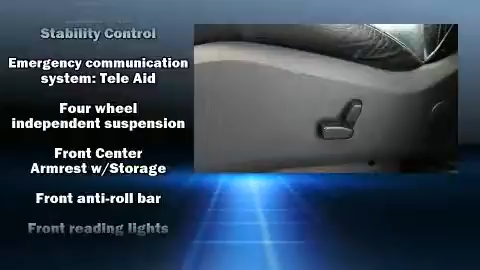 Stability Control
Emergency communication
system: Tele Aid
Four wheel
independent suspension
Front Center
Armrest w/Storage
Front anti-roll bar
Front reading lights